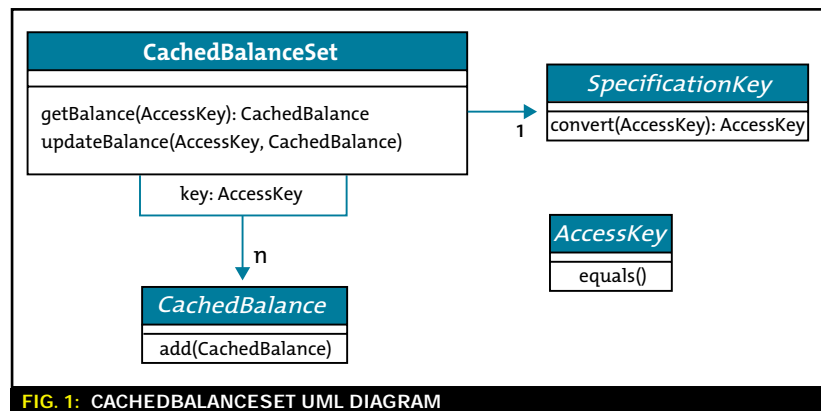 CachedBalanceSet
getBalance(AccessKey): CachedBalance
updateBalance(AccessKey, CachedBalance)
key: AccessKey
n
CachedBalance
add(CachedBalance)
1
SpecificationKey
convert(AccessKey): AccessKey
AccessKey
equals()
FIG. 1: CACHEDBALANCESET UML DIAGRAM